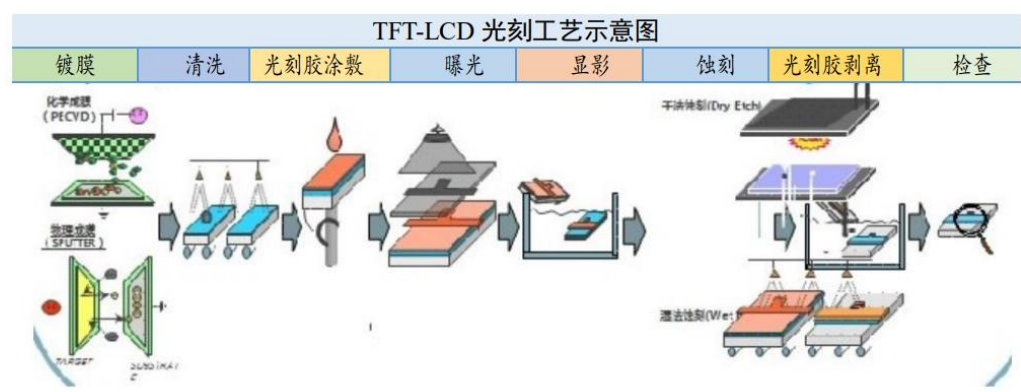 TFT-LCD 光刻工艺示意图
镀膜 清洗 光刻胶涂敷 曝光 显影 蚀刻 光刻胶剥离 检查
化学成膜
(PECVD)
物理成膜
(SPUTTER)
TARGET
SUBSTRAT
E
干法蚀刻(Dry Etch)
湿法蚀刻(Wet